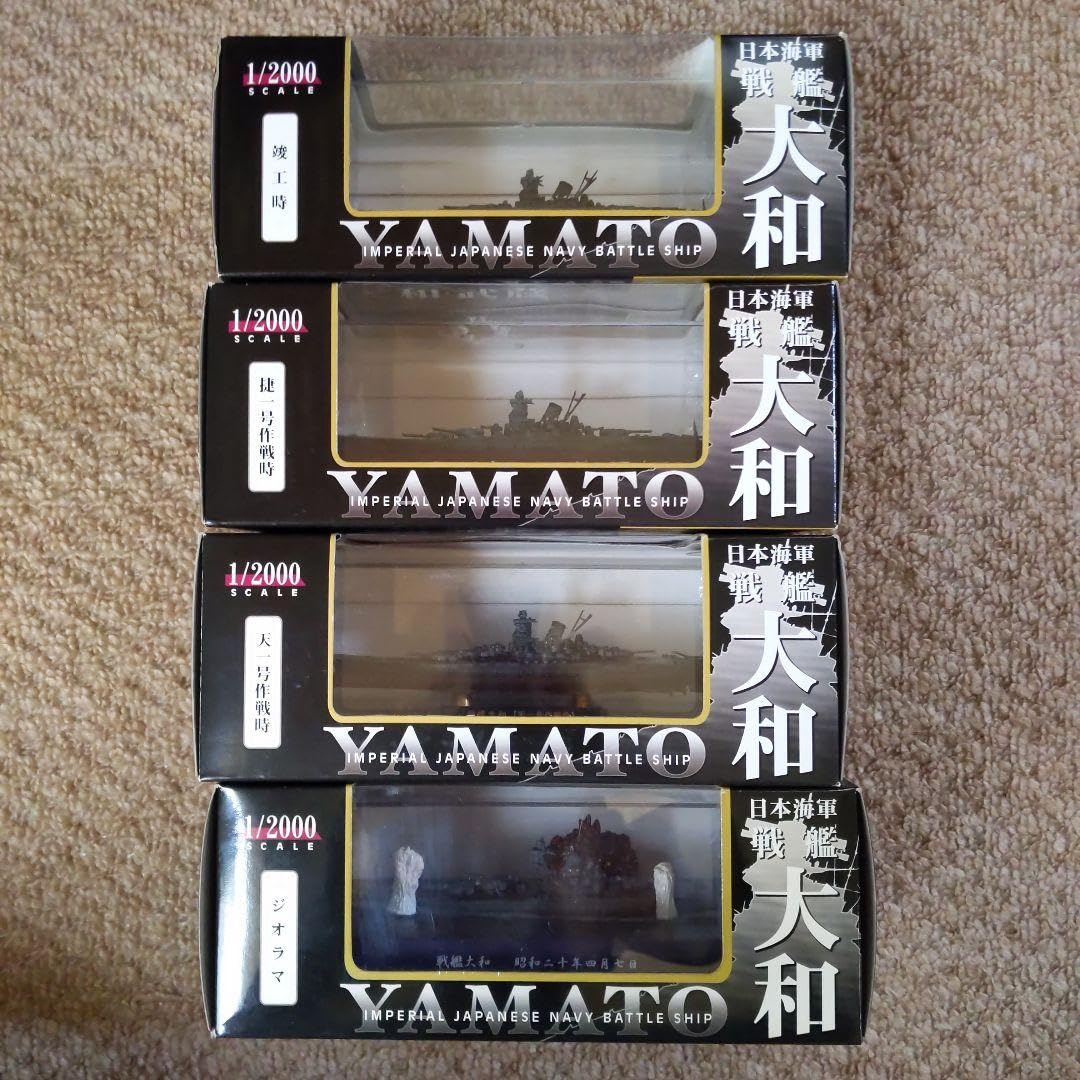 1/2000
SCALE
竣工時
日本海軍
戦艦
大和
YAMATO
IMPERIAL JAPANESE NAVY BATTLE SHIP
1/2000
SCALE
捷一号作戦時
日本海軍
戦艦
大和
YAMATO
IMPERIAL JAPANESE NAVY BATTLE SHIP
1/2000
SCALE
天一号作戦時
日本海軍
戦艦
大和
YAMATO
IMPERIAL JAPANESE NAVY BATTLE SHIP
1/2000
SCALE
ジオラマ
戦艦大和 昭和二十年四月七日
日本海軍
戦艦
大和
YAMATO
IMPERIAL JAPANESE NAVY BATTLE SHIP